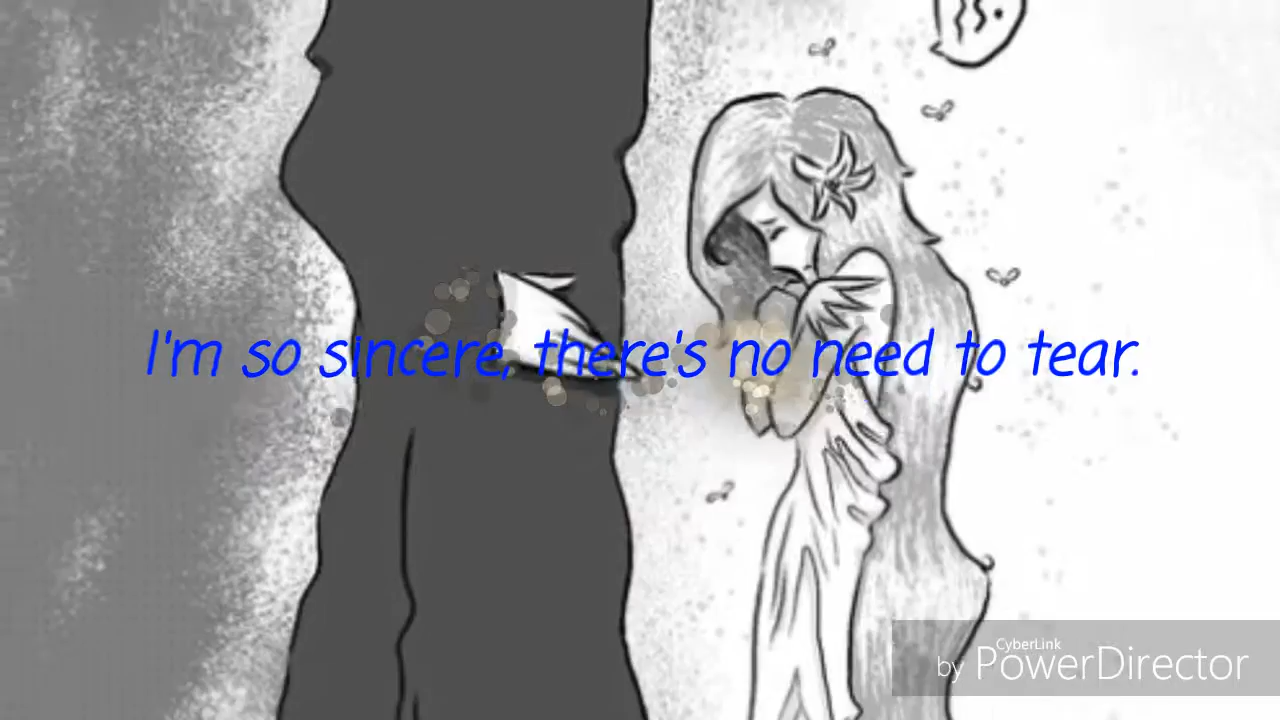 I'm so sincere, there's no need to tear.
CyberLink
by PowerDirector